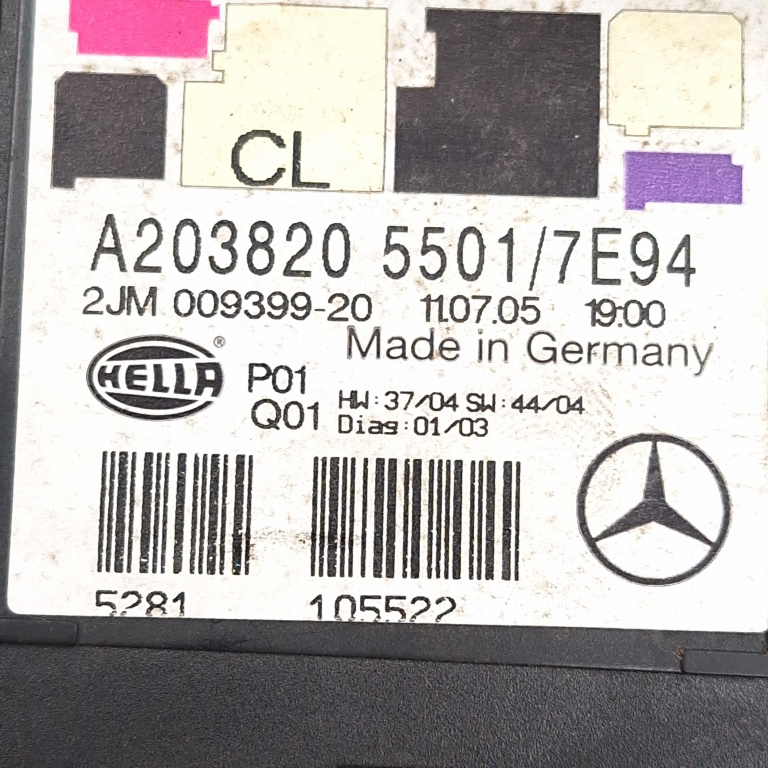 CL
A203820 5501/7E94
2JM 009399-20 11.07.05 19:00
Made in Germany
HELLA ®
P01
Q01
HW:37/04 SW:44/04
Diag:01/03
5281 105522